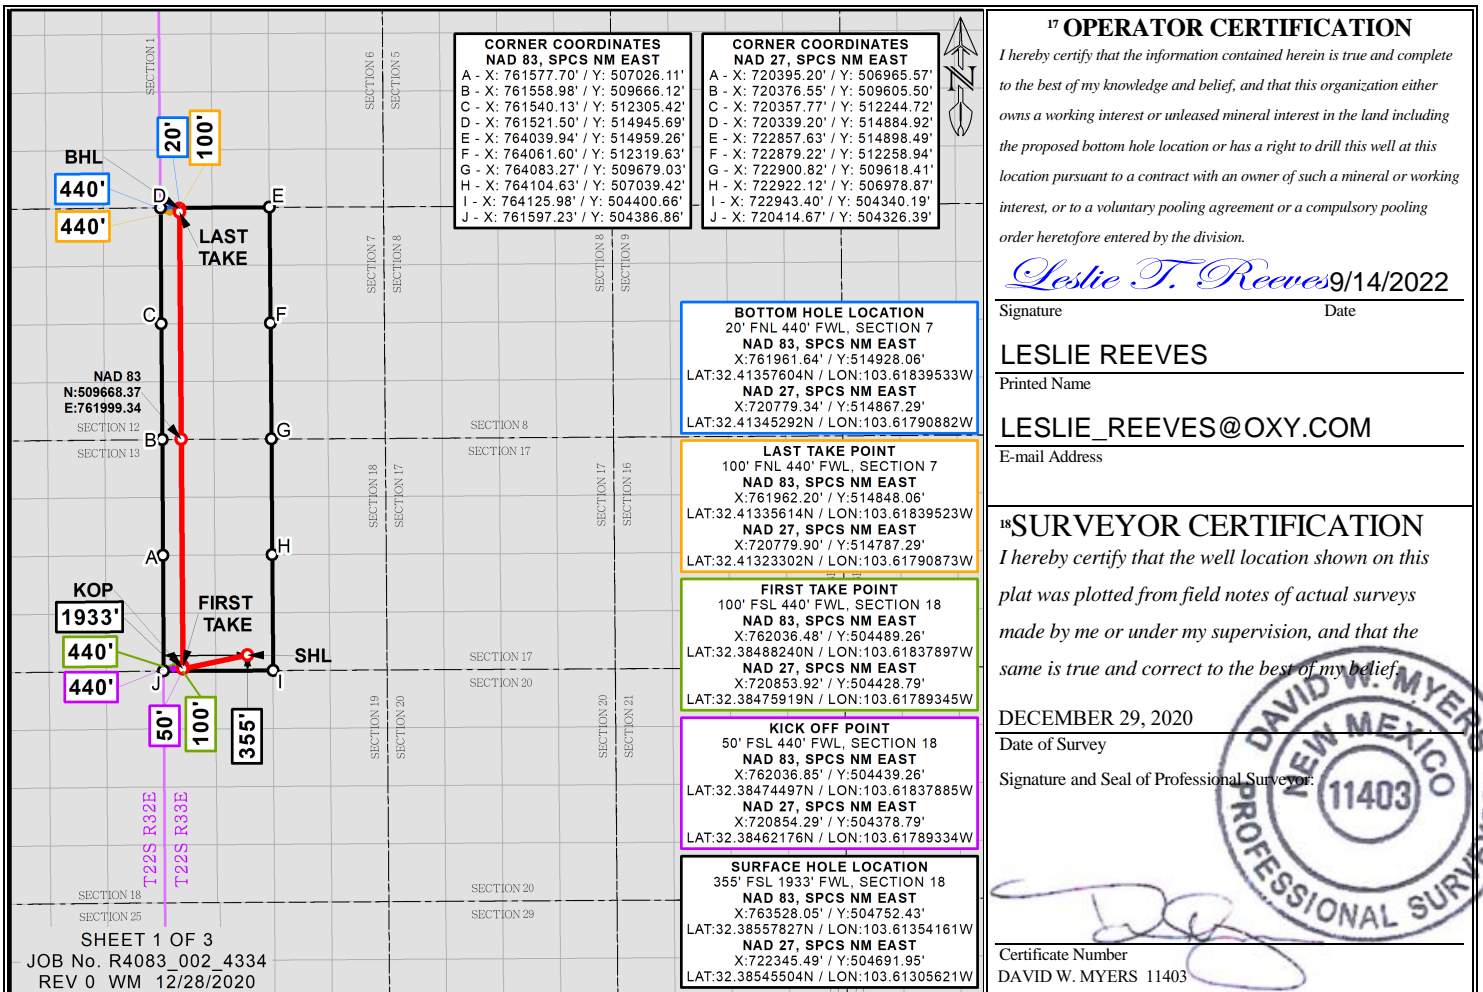 SECTION 1
SECTION 6
SECTION 5
CORNER COORDINATES
NAD 83, SPCS NM EAST
A - X: 761577.70' / Y: 507026.11'
B - X: 761558.98' / Y: 509666.12'
C - X: 761540.13' / Y: 512305.42'
D - X: 761521.50' / Y: 514945.69'
E - X: 764039.94' / Y: 514959.26'
F - X: 764061.60' / Y: 512319.63'
G - X: 764083.27' / Y: 509679.03'
H - X: 764104.63' / Y: 507039.42'
I - X: 764125.98' / Y: 504400.66'
J - X: 761597.23' / Y: 504386.86'
CORNER COORDINATES
NAD 27, SPCS NM EAST
A - X: 720395.20' / Y: 506965.57'
B - X: 720376.55' / Y: 509605.50'
C - X: 720357.77' / Y: 512244.72'
D - X: 720339.20' / Y: 514884.92'
E - X: 722857.63' / Y: 514898.49'
F - X: 722879.22' / Y: 512258.94'
G - X: 722900.82' / Y: 509618.41'
H - X: 722922.12' / Y: 506978.87'
I - X: 722943.40' / Y: 504340.19'
J - X: 720414.67' / Y: 504326.39'
N
20'
100'
BHL
440'
D
E
440'
LAST
TAKE
SECTION 7
SECTION 8
SECTION 8
SECTION 9
C
F
NAD 83
N:509668.37
E:761999.34
SECTION 12
B
G
SECTION 13
SECTION 8
SECTION 17
SECTION 18
SECTION 17
SECTION 17
SECTION 16
A
H
KOP
1933'
FIRST
TAKE
440'
SHL
440'
J
I
SECTION 17
SECTION 20
50'
100'
355'
SECTION 19
SECTION 20
SECTION 20
SECTION 21
T22S R32E
T22S R33E
SECTION 18
SECTION 25
SECTION 20
SECTION 29
SHEET 1 OF 3
JOB No. R4083_002_4334
REV 0 WM 12/28/2020
BOTTOM HOLE LOCATION
20' FNL 440' FWL, SECTION 7
NAD 83, SPCS NM EAST
X:761961.64' / Y:514928.06'
LAT:32.41357604N / LON:103.61839533W
NAD 27, SPCS NM EAST
X:720779.34' / Y:514867.29'
LAT:32.41345292N / LON:103.61790882W
LAST TAKE POINT
100' FNL 440' FWL, SECTION 7
NAD 83, SPCS NM EAST
X:761962.20' / Y:514848.06'
LAT:32.41335614N / LON:103.61839523W
NAD 27, SPCS NM EAST
X:720779.90' / Y:514787.29'
LAT:32.41323302N / LON:103.61790873W
FIRST TAKE POINT
100' FSL 440' FWL, SECTION 18
NAD 83, SPCS NM EAST
X:762036.48' / Y:504489.26'
LAT:32.38488240N / LON:103.61837897W
NAD 27, SPCS NM EAST
X:720853.92' / Y:504428.79'
LAT:32.38475919N / LON:103.61789345W
KICK OFF POINT
50' FSL 440' FWL, SECTION 18
NAD 83, SPCS NM EAST
X:762036.85' / Y:504439.26'
LAT:32.38474497N / LON:103.61837885W
NAD 27, SPCS NM EAST
X:720854.29' / Y:504378.79'
LAT:32.38462176N / LON:103.61789334W
SURFACE HOLE LOCATION
355' FSL 1933' FWL, SECTION 18
NAD 83, SPCS NM EAST
X:763528.05' / Y:504752.43'
LAT:32.38557827N / LON:103.61354161W
NAD 27, SPCS NM EAST
X:722345.49' / Y:504691.95'
LAT:32.38545504N / LON:103.61305621W
17 OPERATOR CERTIFICATION
I hereby certify that the information contained herein is true and complete
to the best of my knowledge and belief, and that this organization either
owns a working interest or unleased mineral interest in the land including
the proposed bottom hole location or has a right to drill this well at this
location pursuant to a contract with an owner of such a mineral or working
interest, or to a voluntary pooling agreement or a compulsory pooling
order heretofore entered by the division.
Leslie T. Reeves 9/14/2022
Signature Date
LESLIE REEVES
Printed Name
LESLIE_REEVES@OXY.COM
E-mail Address
18 SURVEYOR CERTIFICATION
I hereby certify that the well location shown on this
plat was plotted from field notes of actual surveys
made by me or under my supervision, and that the
same is true and correct to the best of my belief.
DECEMBER 29, 2020
Date of Survey
Signature and Seal of Professional Surveyor:
DAVID W. MYERS
NEW MEXICO
11403
PROFESSIONAL SURVEY
Certificate Number
DAVID W. MYERS 11403